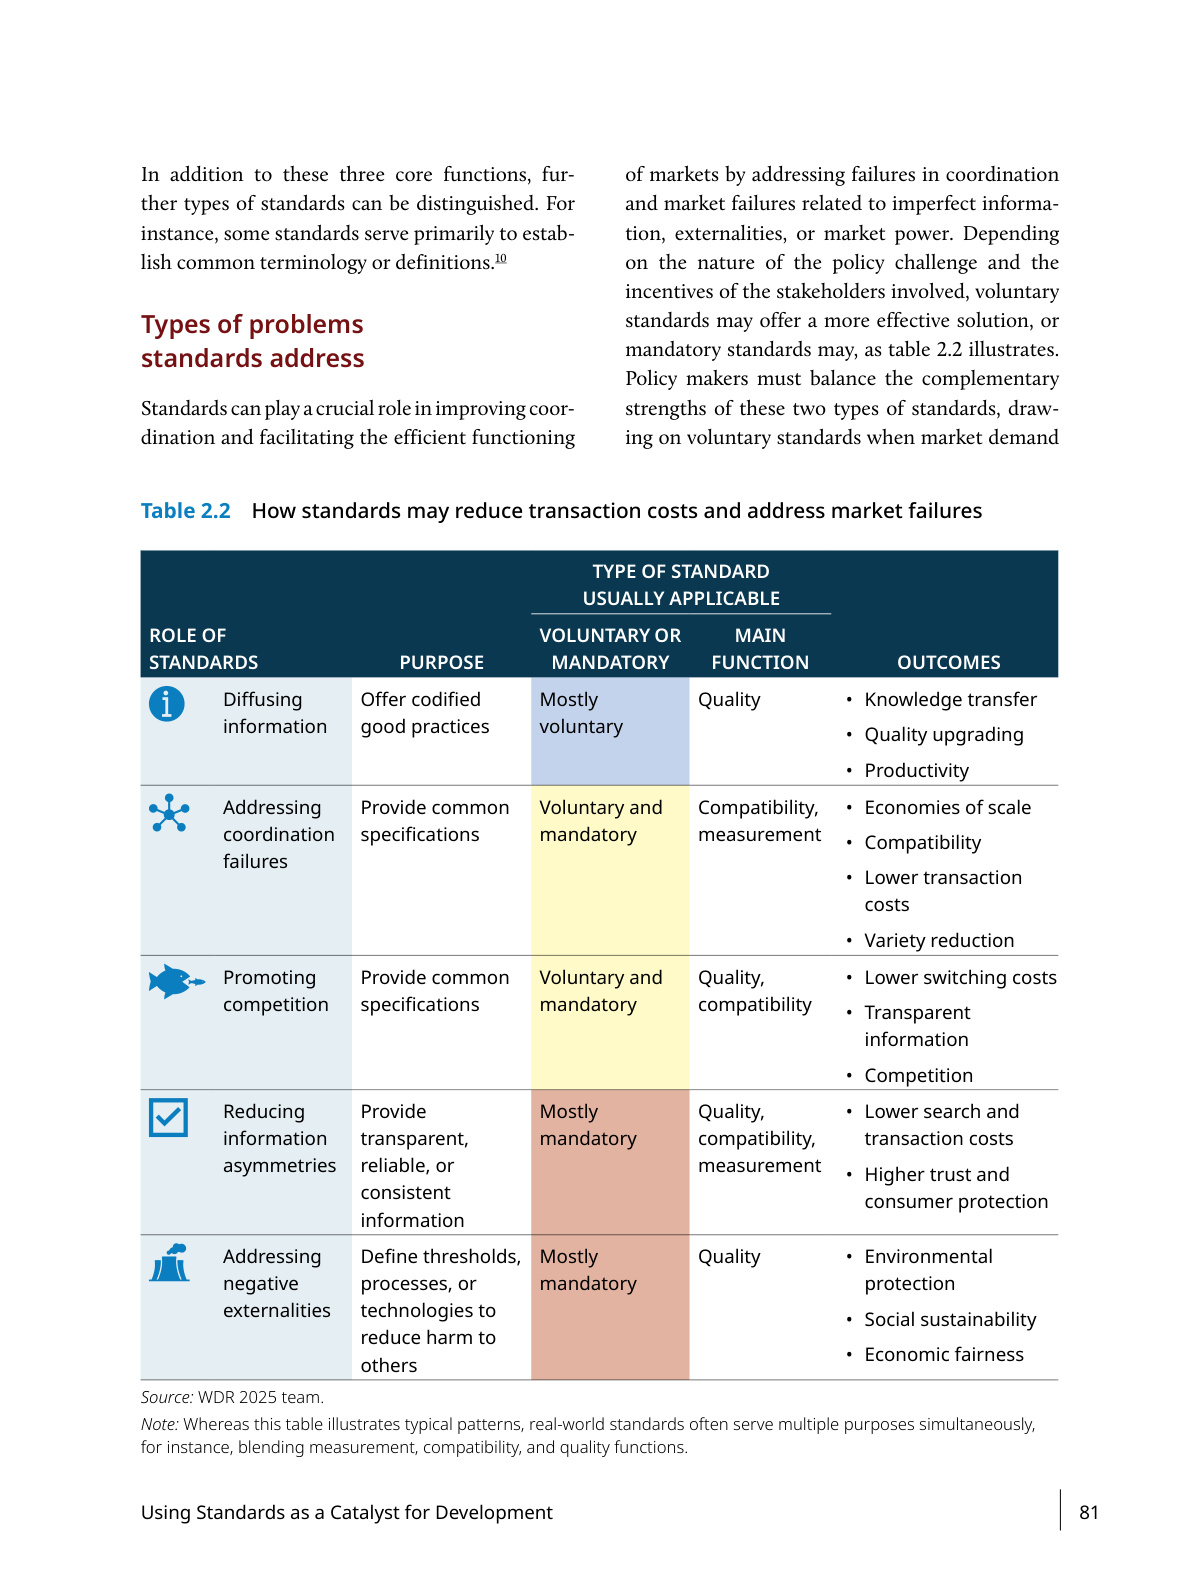 In addition to these three core functions, fur-
ther types of standards can be distinguished. For
instance, some standards serve primarily to estab-
lish common terminology or definitions.10
Types of problems
standards address
Standards can play a crucial role in improving coor-
dination and facilitating the efficient functioning
of markets by addressing failures in coordination
and market failures related to imperfect informa-
tion, externalities, or market power. Depending
on the nature of the policy challenge and the
incentives of the stakeholders involved, voluntary
standards may offer a more effective solution, or
mandatory standards may, as table 2.2 illustrates.
Policy makers must balance the complementary
strengths of these two types of standards, draw-
ing on voluntary standards when market demand
Table 2.2 How standards may reduce transaction costs and address market failures
TYPE OF STANDARD
USUALLY APPLICABLE
ROLE OF
STANDARDS
PURPOSE
VOLUNTARY OR
MANDATORY
MAIN
FUNCTION
OUTCOMES
Diffusing
information
Offer codified
good practices
Mostly
voluntary
Quality
• Knowledge transfer
• Quality upgrading
• Productivity
Addressing
coordination
failures
Provide common
specifications
Voluntary and
mandatory
Compatibility,
measurement
• Economies of scale
• Compatibility
• Lower transaction
costs
• Variety reduction
Promoting
competition
Provide common
specifications
Voluntary and
mandatory
Quality,
compatibility
• Lower switching costs
• Transparent
information
• Competition
Reducing
information
asymmetries
Provide
transparent,
reliable, or
consistent
information
Mostly
mandatory
Quality,
compatibility,
measurement
• Lower search and
transaction costs
• Higher trust and
consumer protection
Addressing
negative
externalities
Define thresholds,
processes, or
technologies to
reduce harm to
others
Mostly
mandatory
Quality
• Environmental
protection
• Social sustainability
• Economic fairness
Source: WDR 2025 team.
Note: Whereas this table illustrates typical patterns, real-world standards often serve multiple purposes simultaneously,
for instance, blending measurement, compatibility, and quality functions.
Using Standards as a Catalyst for Development
81